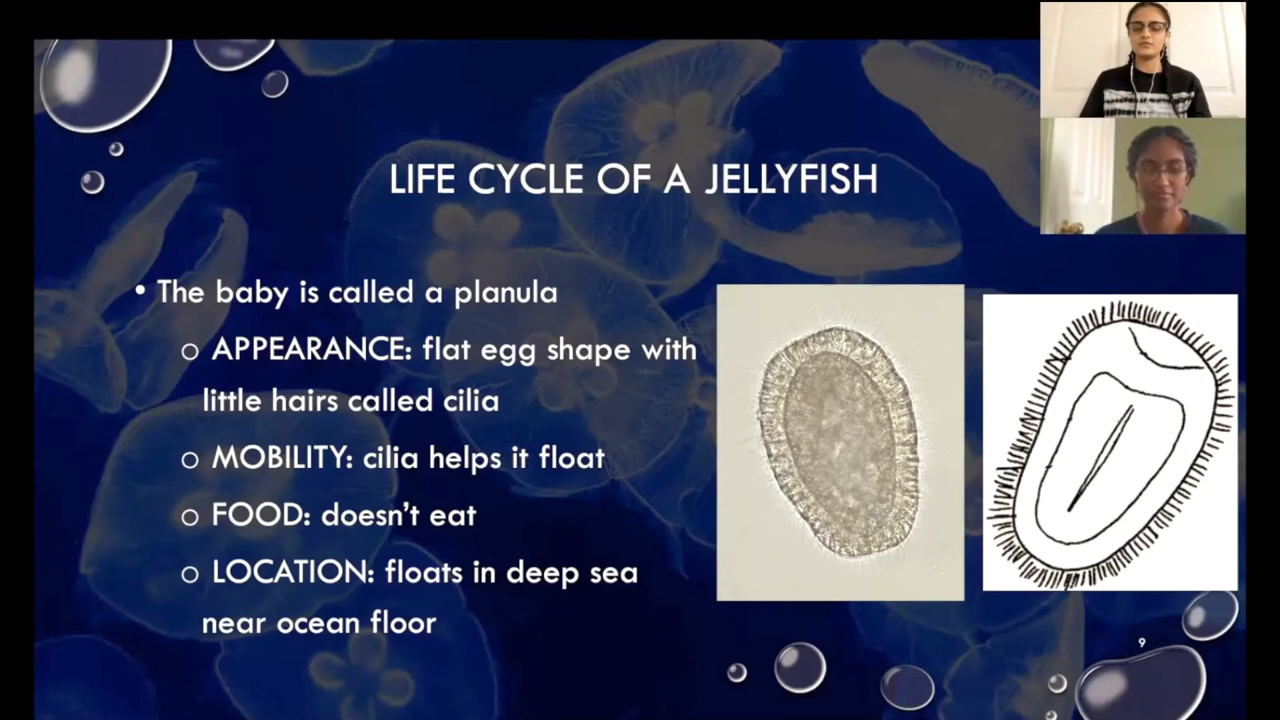 LIFE CYCLE OF A JELLYFISH
• The baby is called a planula
o APPEARANCE: flat egg shape with
little hairs called cilia
o MOBILITY: cilia helps it float
o FOOD: doesn't eat
o LOCATION: floats in deep sea
near ocean floor
9